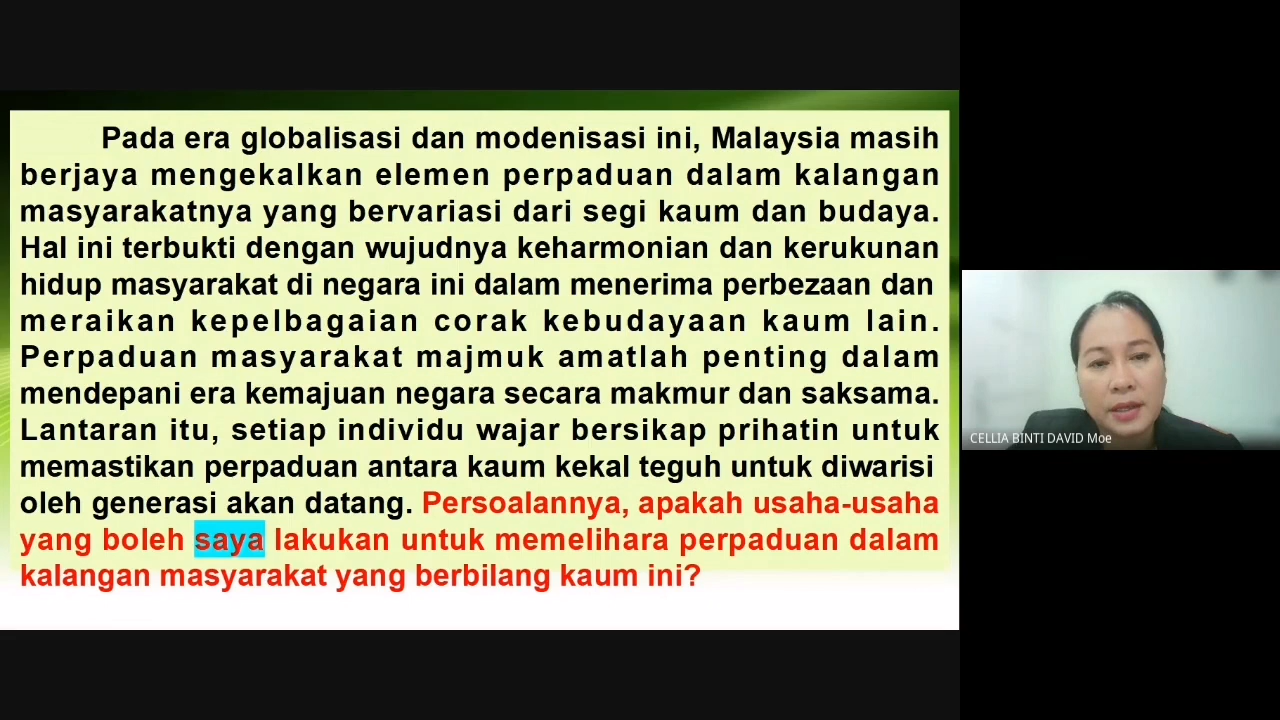 Pada era globalisasi dan modenisasi ini, Malaysia masih
berjaya mengekalkan elemen perpaduan dalam kalangan
masyarakatnya yang bervariasi dari segi kaum dan budaya.
Hal ini terbukti dengan wujudnya keharmonian dan kerukunan
hidup masyarakat di negara ini dalam menerima perbezaan dan
meraikan kepelbagaian corak kebudayaan kaum lain.
Perpaduan masyarakat majmuk amatlah penting dalam
mendepani era kemajuan negara secara makmur dan saksama.
Lantaran itu, setiap individu wajar bersikap prihatin untuk
memastikan perpaduan antara kaum kekal teguh untuk diwarisi
oleh generasi akan datang. Persoalannya, apakah usaha-usaha
yang boleh saya lakukan untuk memelihara perpaduan dalam
kalangan masyarakat yang berbilang kaum ini?
CELLIA BINTI DAVID Moe